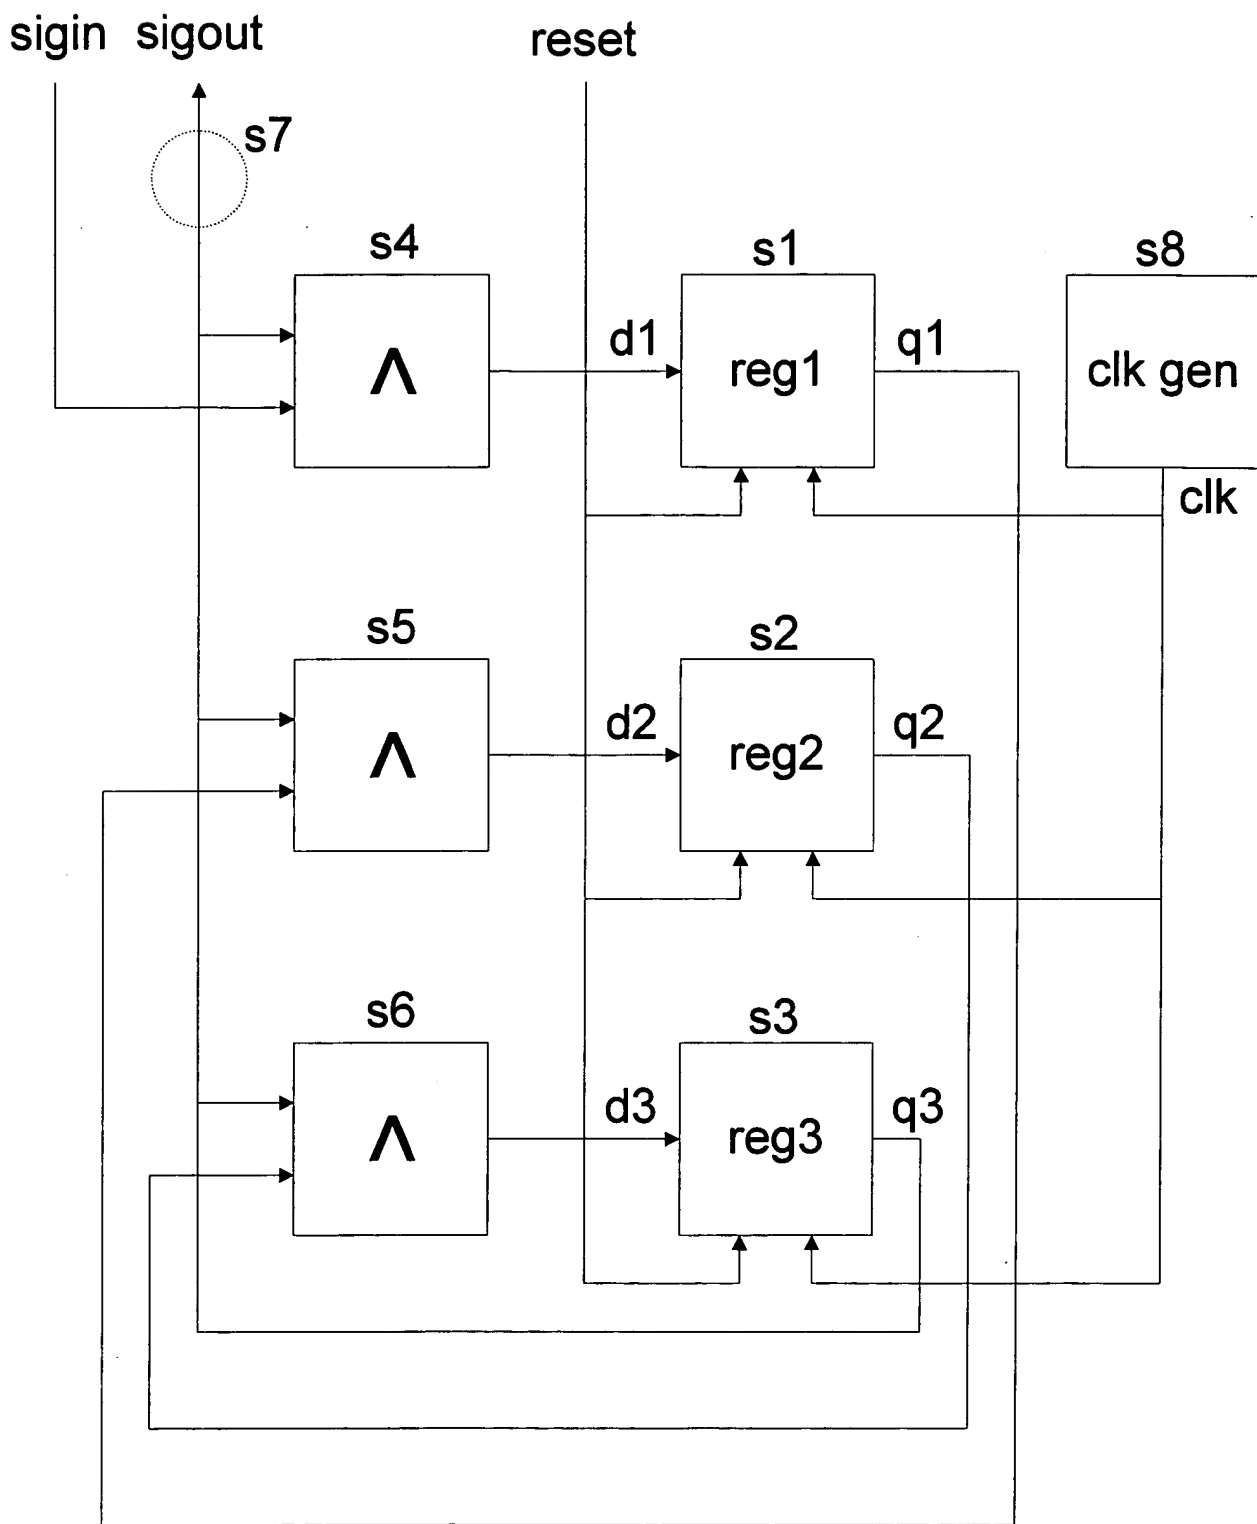 sigin sigout reset
s7
s4 s1 s8
∧ d1 reg1 q1 clk gen
clk
s5 s2
∧ d2 reg2 q2
s6 s3
∧ d3 reg3 q3